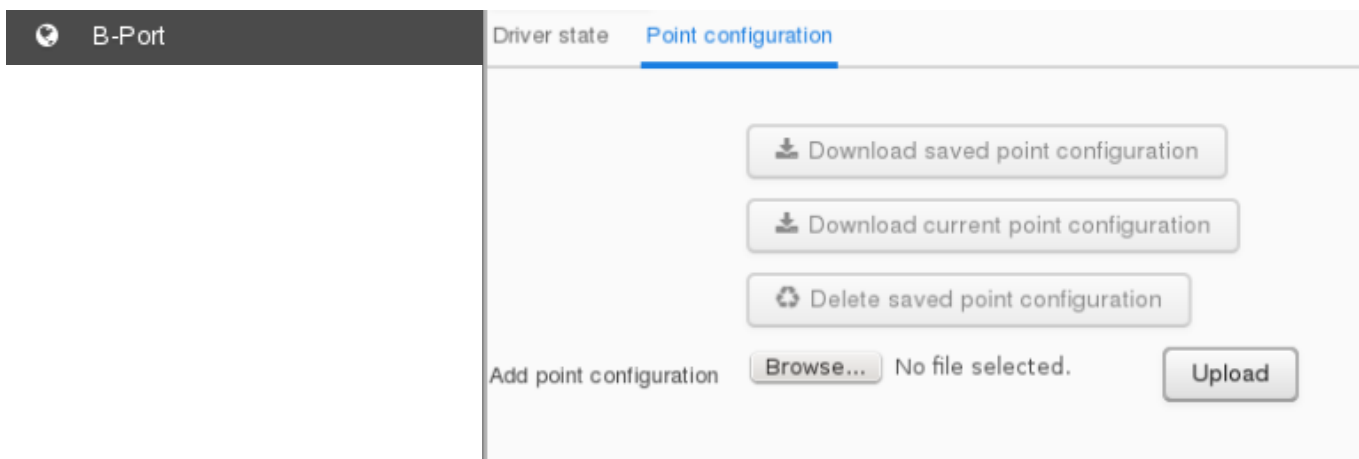 B-Port
Driver state Point configuration
Download saved point configuration
Download current point configuration
Delete saved point configuration
Add point configuration Browse... No file selected. Upload